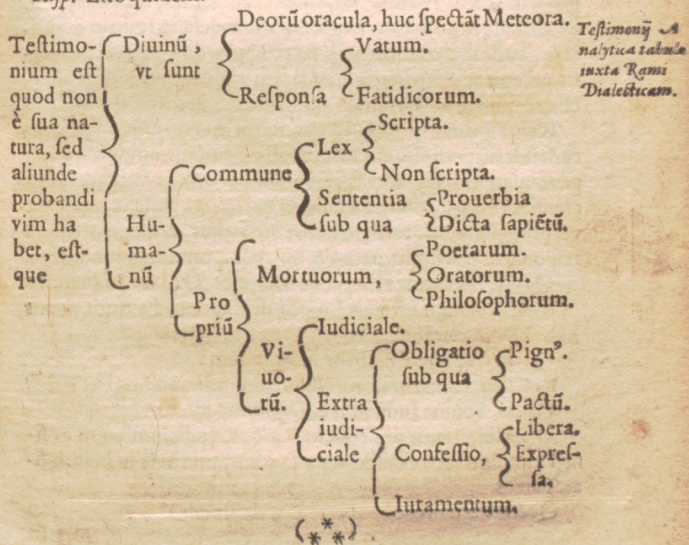 Deorũ oracula, huc ſpectãt Meteora.
Teſtimonij A
nalytica tabula
iuxta Rami
Dialecticam.
Teſtimo-
nium eſt
quod non
è ſua na-
tura, ſed
aliunde
probandi
vim ha
bet, eſt-
que
Diuinũ,
vt ſunt
Reſponſa
Vatum.
Fatidicorum.
Hu-
ma-
nũ
Commune
Lex
Scripta.
Non ſcripta.
Sententia
ſub qua
Prouerbia
Dicta ſapiẽtũ.
Pro
priũ
Mortuorum,
Poetarum.
Oratorum.
Philoſophorum.
Vi-
uo-
rũ.
Iudiciale.
Extra
iudi-
ciale
Obligatio
ſub qua
Pignꝰ.
Pactũ.
Confeſſio,
Libera.
Expreſ-
ſa.
Iuramentum.
(***)